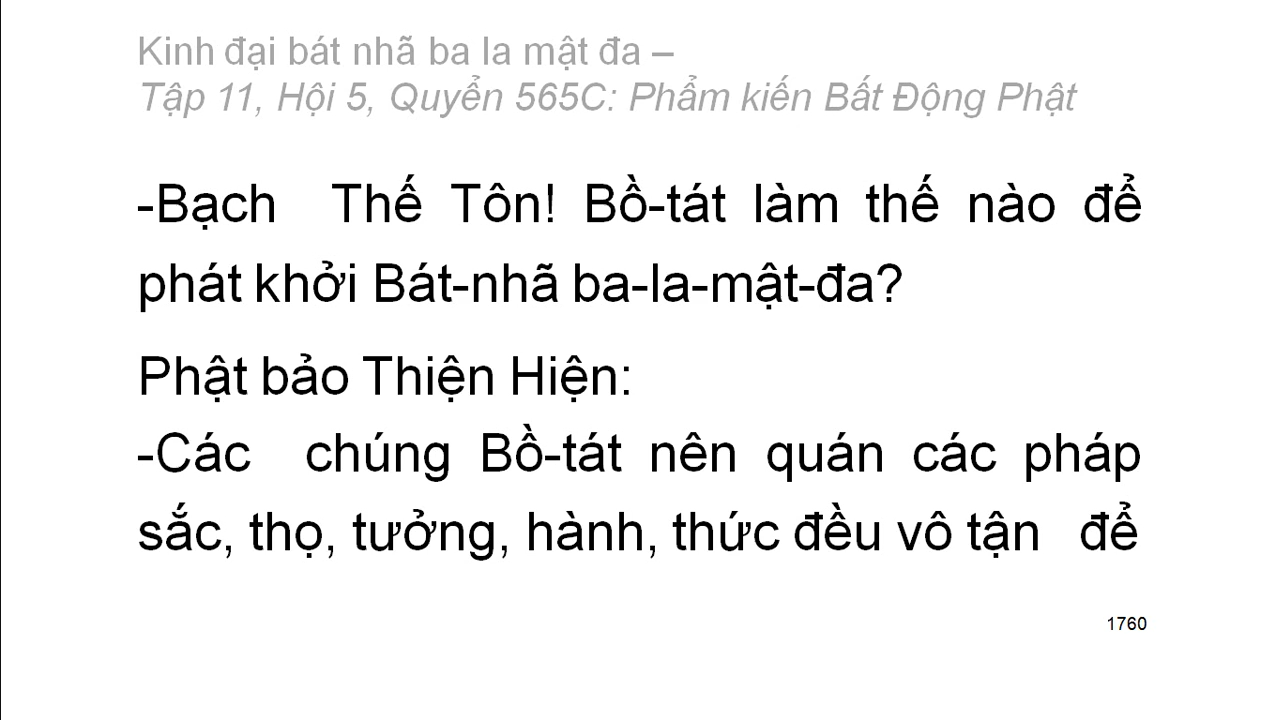 Kinh đại bát nhã ba la mật đa –
Tập 11, Hội 5, Quyển 565C: Phẩm kiến Bất Động Phật
-Bạch Thế Tôn! Bồ-tát làm thế nào để
phát khởi Bát-nhã ba-la-mật-đa?
Phật bảo Thiện Hiện:
-Các chúng Bồ-tát nên quán các pháp
sắc, thọ, tưởng, hành, thức đều vô tận để
1760